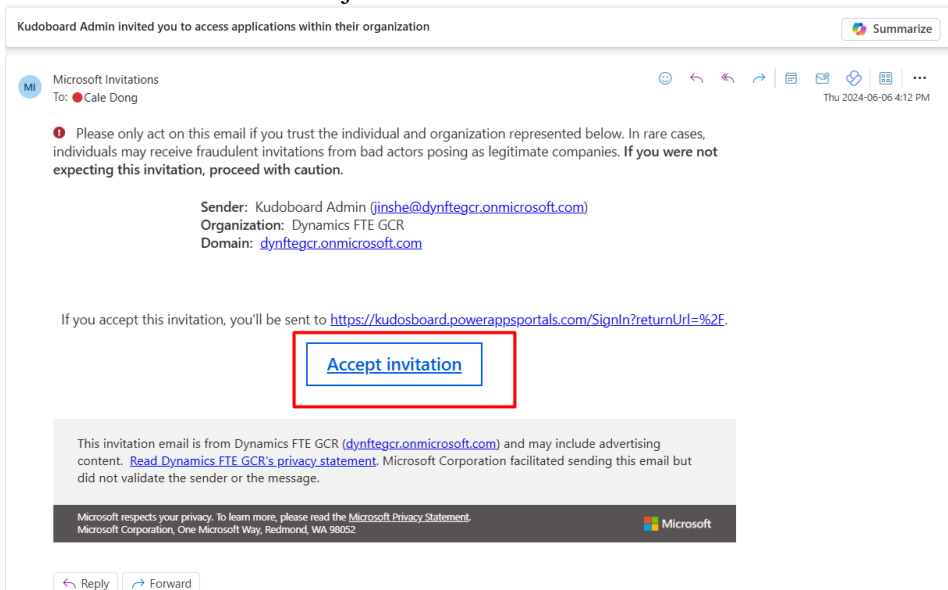 Kudoboard Admin invited you to access applications within their organization
Summarize
MI
Microsoft Invitations
To: Cale Dong
Thu 2024-06-06 4:12 PM
Please only act on this email if you trust the individual and organization represented below. In rare cases,
individuals may receive fraudulent invitations from bad actors posing as legitimate companies. If you were not
expecting this invitation, proceed with caution.
Sender: Kudoboard Admin (jinshe@dynftegcr.onmicrosoft.com)
Organization: Dynamics FTE GCR
Domain: dynftegcr.onmicrosoft.com
If you accept this invitation, you'll be sent to https://kudosboard.powerappsportals.com/SignIn?returnUrl=%2F.
Accept invitation
This invitation email is from Dynamics FTE GCR (dynftegcr.onmicrosoft.com) and may include advertising
content. Read Dynamics FTE GCR's privacy statement. Microsoft Corporation facilitated sending this email but
did not validate the sender or the message.
Microsoft respects your privacy. To learn more, please read the Microsoft Privacy Statement.
Microsoft Corporation, One Microsoft Way, Redmond, WA 98052
Microsoft
Reply
Forward